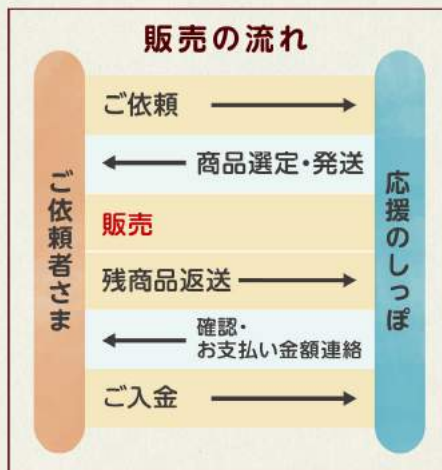 販売の流れ
ご依頼者さま
ご依頼
商品選定・発送
販売
残商品返送
確認・
お支払い金額連絡
ご入金
応援のしっぽ